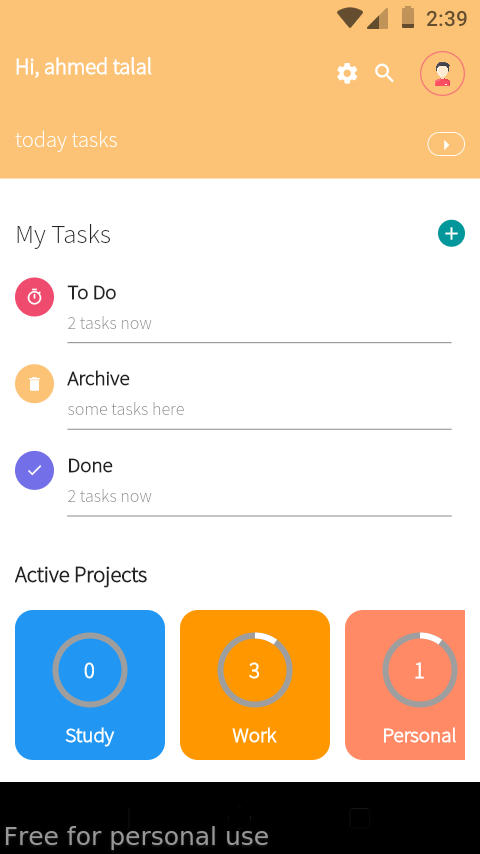 2:39
Hi, ahmed talal
today tasks
My Tasks
To Do
2 tasks now
Archive
some tasks here
Done
2 tasks now
Active Projects
0
3
1
Study
Work
Personal
Free for personal use